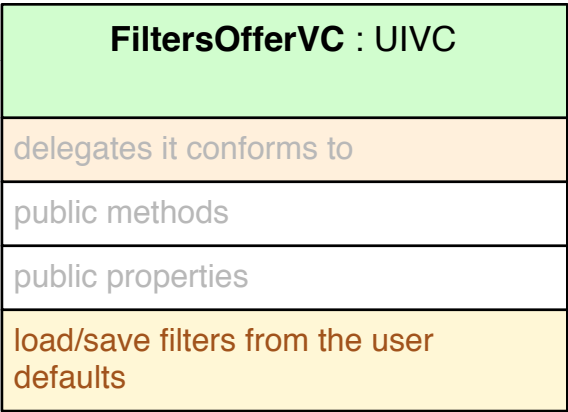 FiltersOfferVC : UIVC
delegates it conforms to
public methods
public properties
load/save filters from the user
defaults